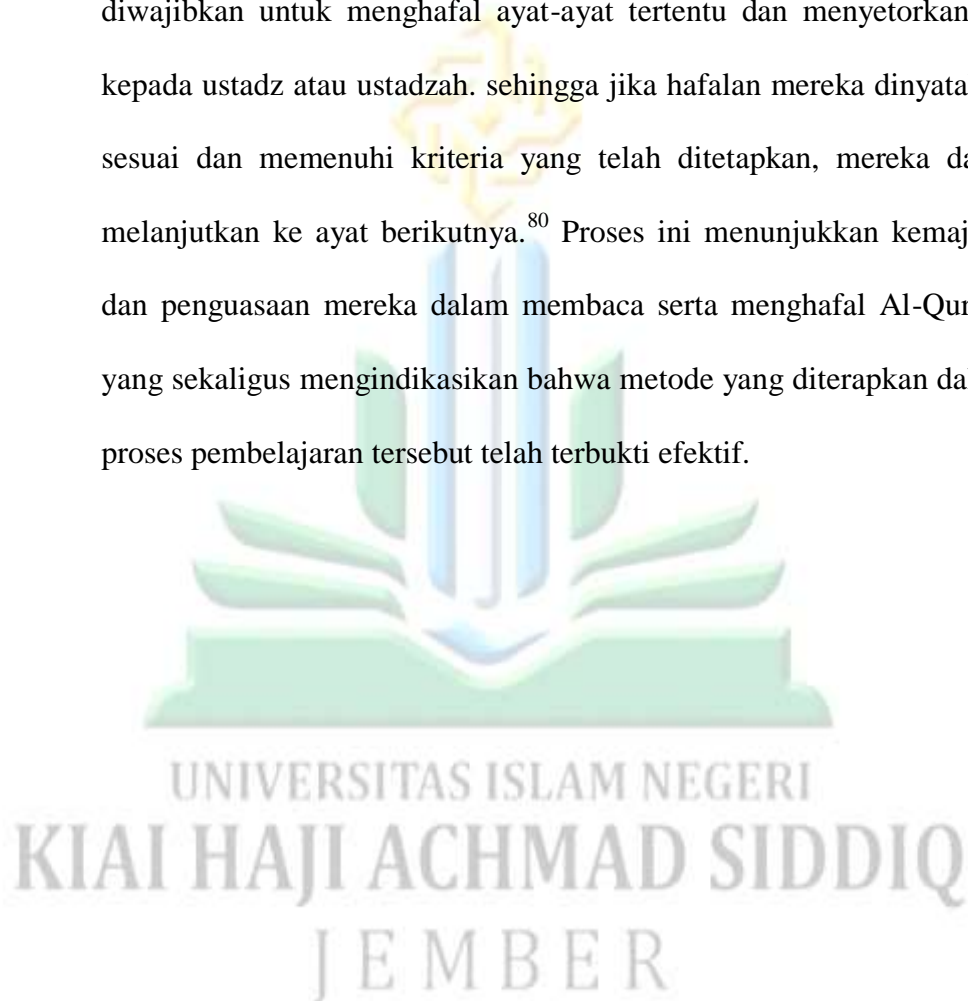 diwajibkan untuk menghafal ayat-ayat tertentu dan menyetorkan
kepada ustadz atau ustadzah. sehingga jika hafalan mereka dinyata
sesuai dan memenuhi kriteria yang telah ditetapkan, mereka da
melanjutkan ke ayat berikutnya.80 Proses ini menunjukkan kemaj
dan penguasaan mereka dalam membaca serta menghafal Al-Qur
yang sekaligus mengindikasikan bahwa metode yang diterapkan da
proses pembelajaran tersebut telah terbukti efektif.
UNIVERSITAS ISLAM NEGERI
KIAI HAJI ACHMAD SIDDIQ
JEMBER